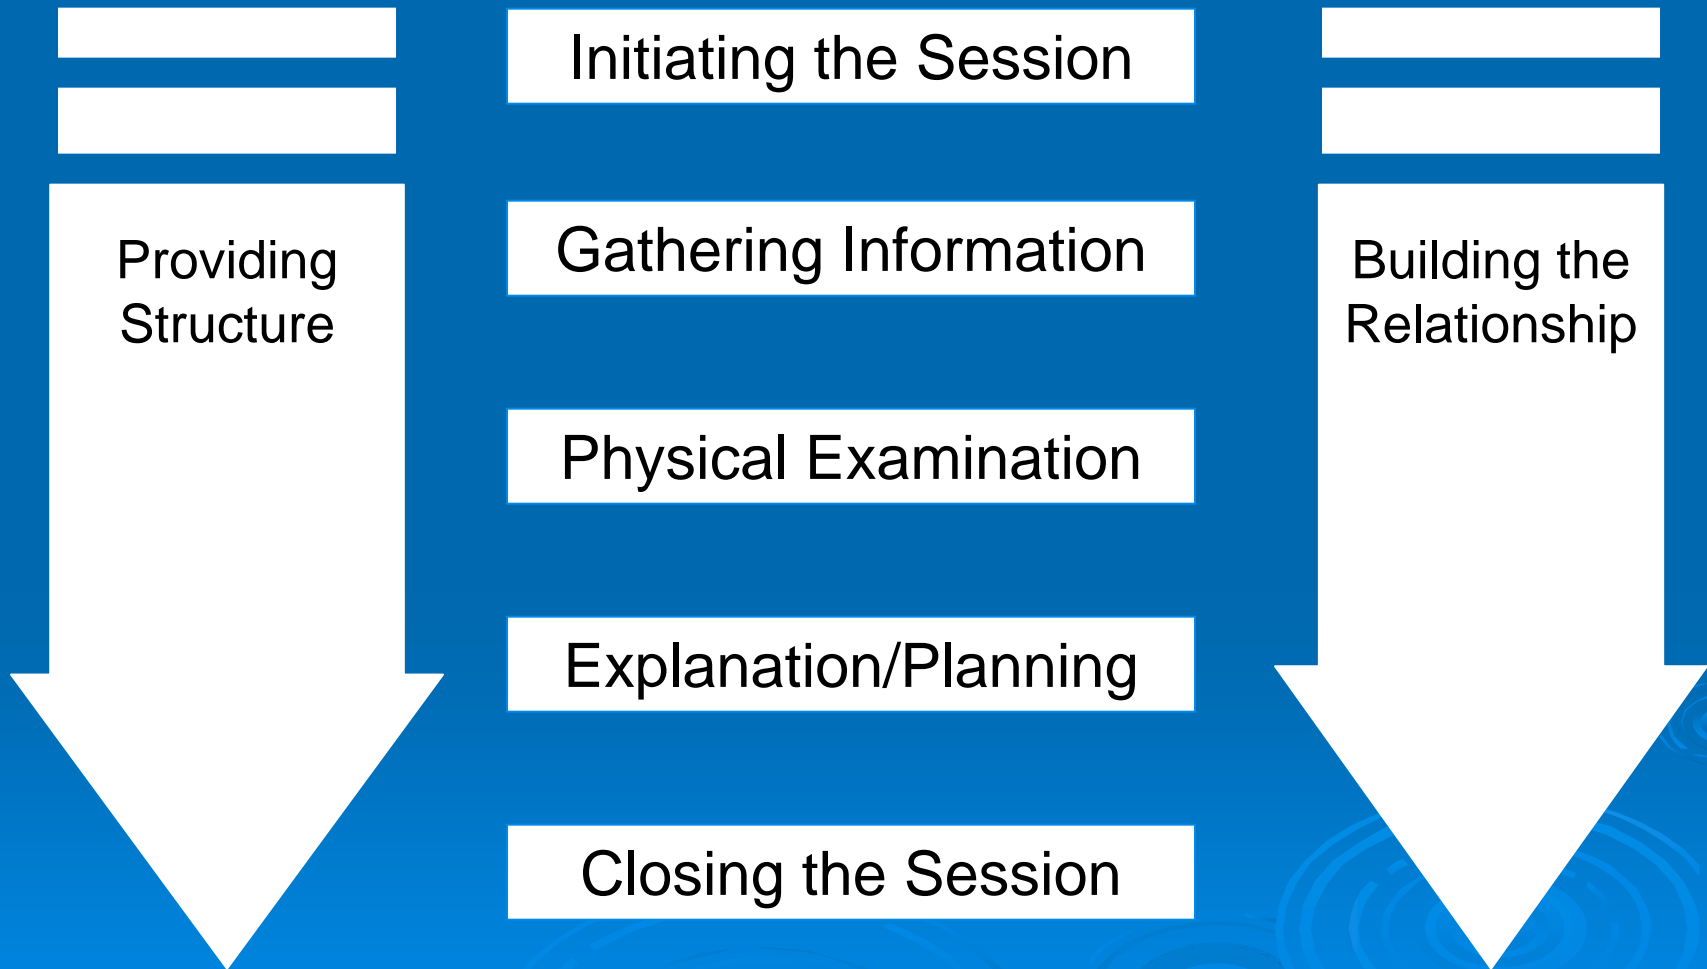 Initiating the Session
Providing
Structure
Gathering Information
Building the
Relationship
Physical Examination
Explanation/Planning
Closing the Session